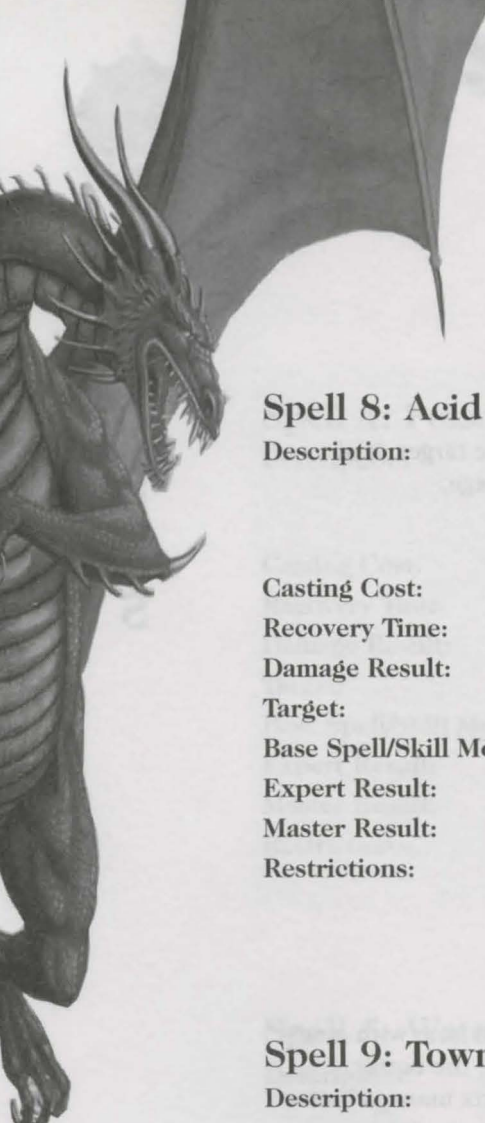 Spell 8: Acid
Description:
Casting Cost:
Recovery Time:
Damage Result:
Target:
Base Spell/Skill
Expert Result:
Master Result:
Restrictions:
Spell 9: Town
Description: